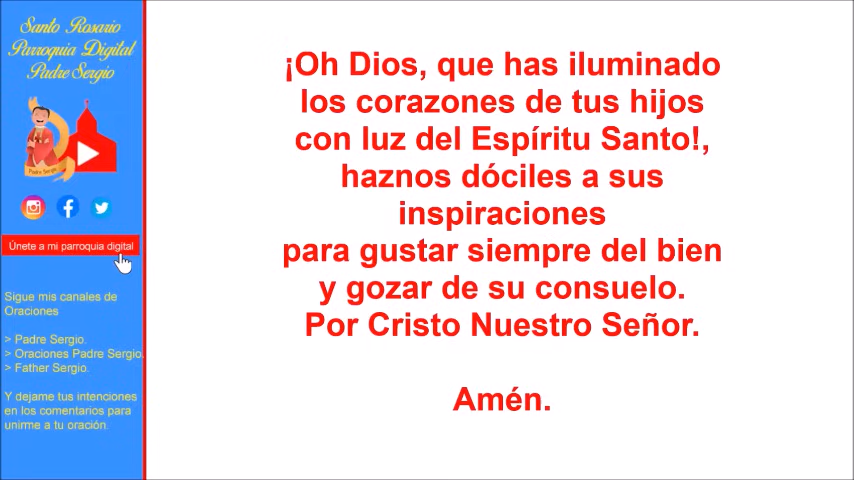 Santo Rosario
Parroquia Digital
Padre Sergio
Padre Sergio
Únete a mi parroquia digital
Sigue mis canales de
Oraciones
> Padre Sergio.
> Oraciones Padre Sergio.
> Father Sergio.
Y dejame tus intenciones
en los comentarios para
unirme a tu oración.
¡Oh Dios, que has iluminado
los corazones de tus hijos
con luz del Espíritu Santo!,
haznos dóciles a sus
inspiraciones
para gustar siempre del bien
y gozar de su consuelo.
Por Cristo Nuestro Señor.
Amén.